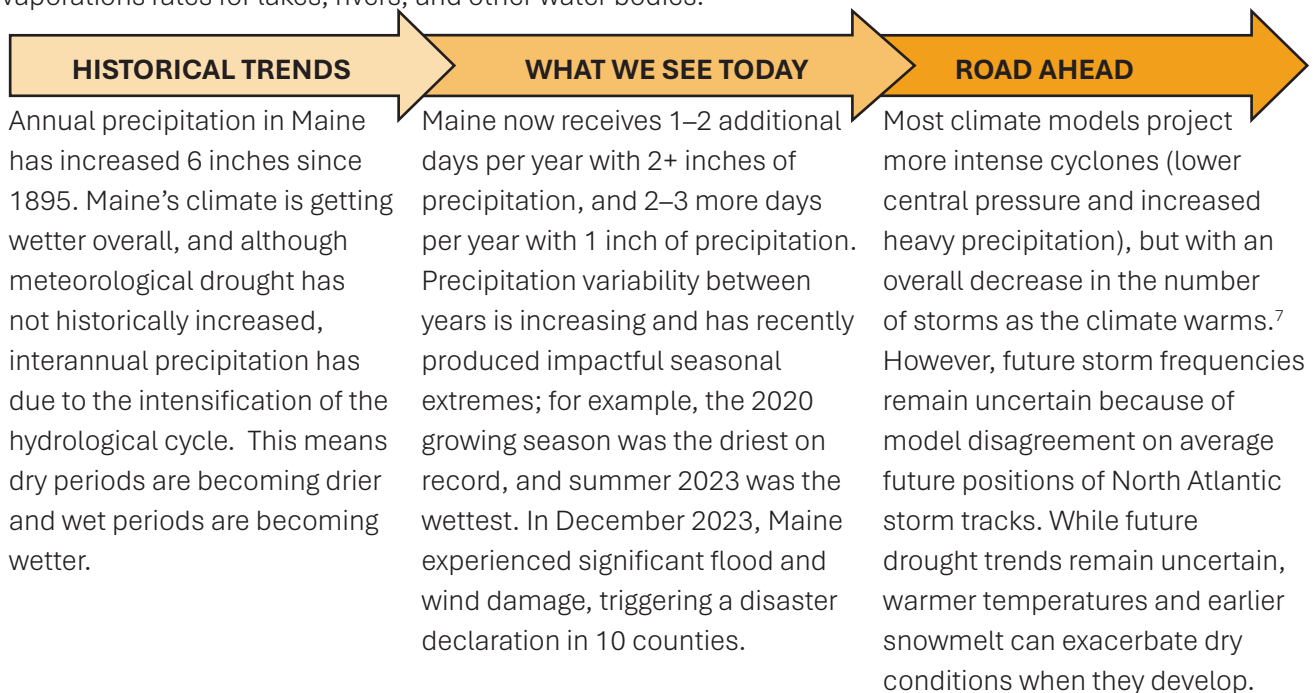 vaporations rates for lakes, rivers, and other water bodies.
HISTORICAL TRENDS
WHAT WE SEE TODAY
ROAD AHEAD
Annual precipitation in Maine
has increased 6 inches since
1895. Maine’s climate is getting
wetter overall, and although
meteorological drought has
not historically increased,
interannual precipitation has
due to the intensification of the
hydrological cycle.  This means
dry periods are becoming drier
and wet periods are becoming
wetter.
Maine now receives 1–2 additional
days per year with 2+ inches of
precipitation, and 2–3 more days
per year with 1 inch of precipitation.
Precipitation variability between
years is increasing and has recently
produced impactful seasonal
extremes; for example, the 2020
growing season was the driest on
record, and summer 2023 was the
wettest. In December 2023, Maine
experienced significant flood and
wind damage, triggering a disaster
declaration in 10 counties.
Most climate models project
more intense cyclones (lower
central pressure and increased
heavy precipitation), but with an
overall decrease in the number
of storms as the climate warms.⁷
However, future storm frequencies
remain uncertain because of
model disagreement on average
future positions of North Atlantic
storm tracks. While future
drought trends remain uncertain,
warmer temperatures and earlier
snowmelt can exacerbate dry
conditions when they develop.